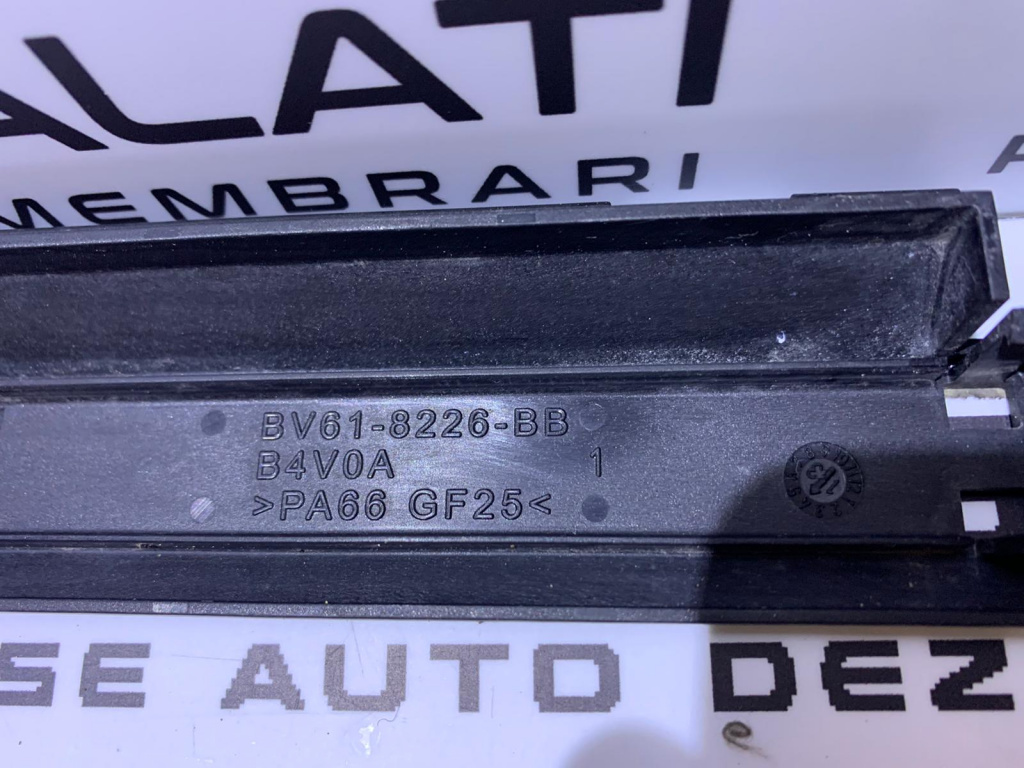 ALATI
MEMBRARI
BV61-8226-BB
B4V0A 1
>PA66 GF25<
SE AUTO DEZ